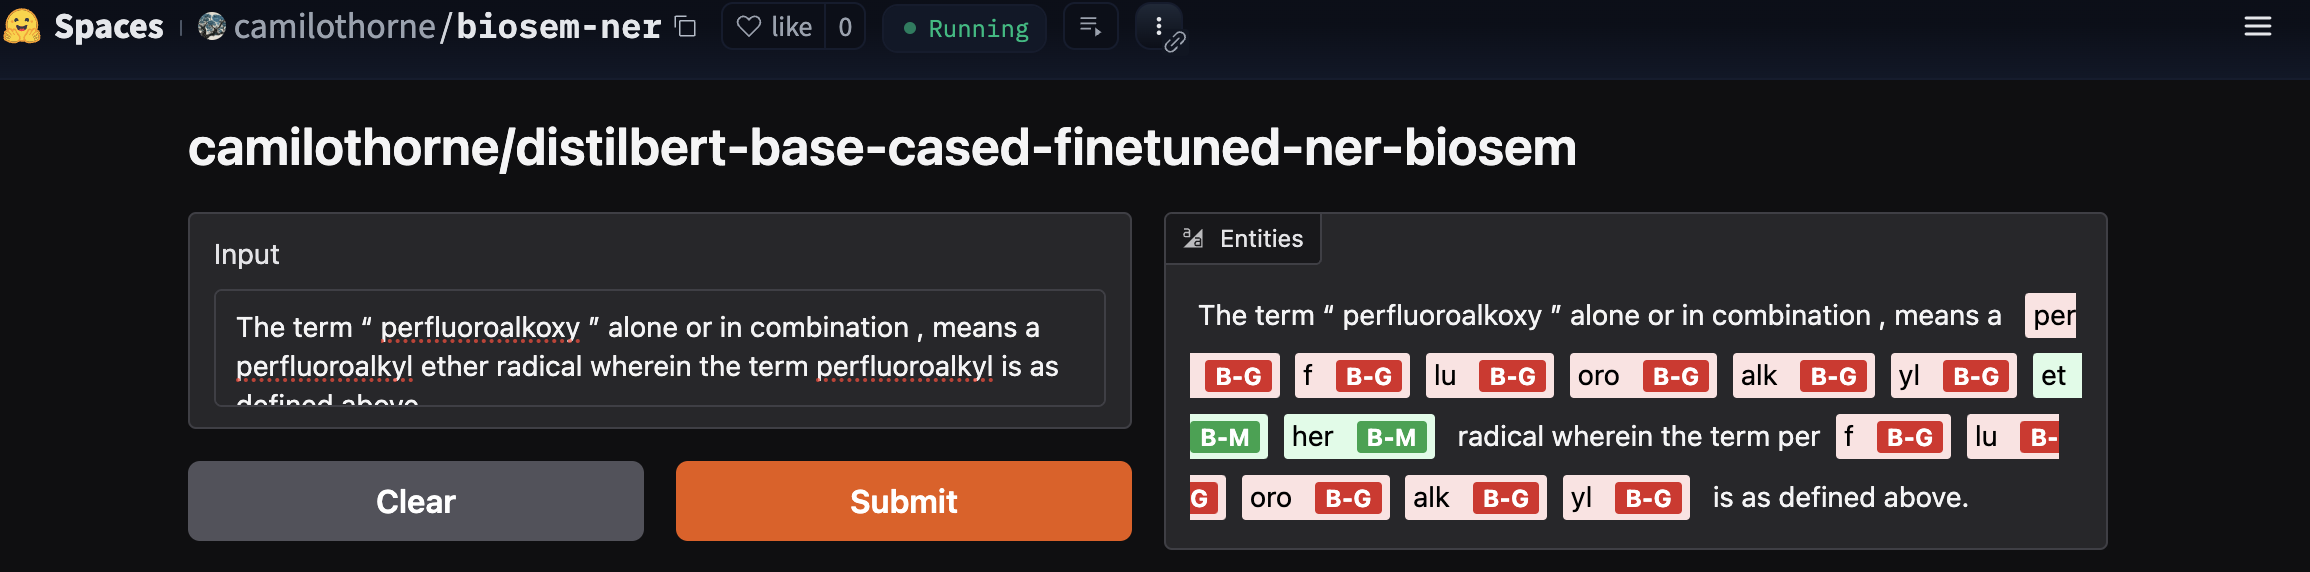 Spaces camilothorne/biosem-ner like 0 Running
camilothorne/distilbert-base-cased-finetuned-ner-biosem
Input
The term “ perfluoroalkoxy ” alone or in combination , means a
perfluoroalkyl ether radical wherein the term perfluoroalkyl is as
defined above
Clear
Submit
Entities
The term “ perfluoroalkoxy ” alone or in combination , means a per
B-G f B-G lu B-G oro B-G alk B-G yl B-G et
B-M her B-M radical wherein the term per f B-G lu B-
G oro B-G alk B-G yl B-G is as defined above.